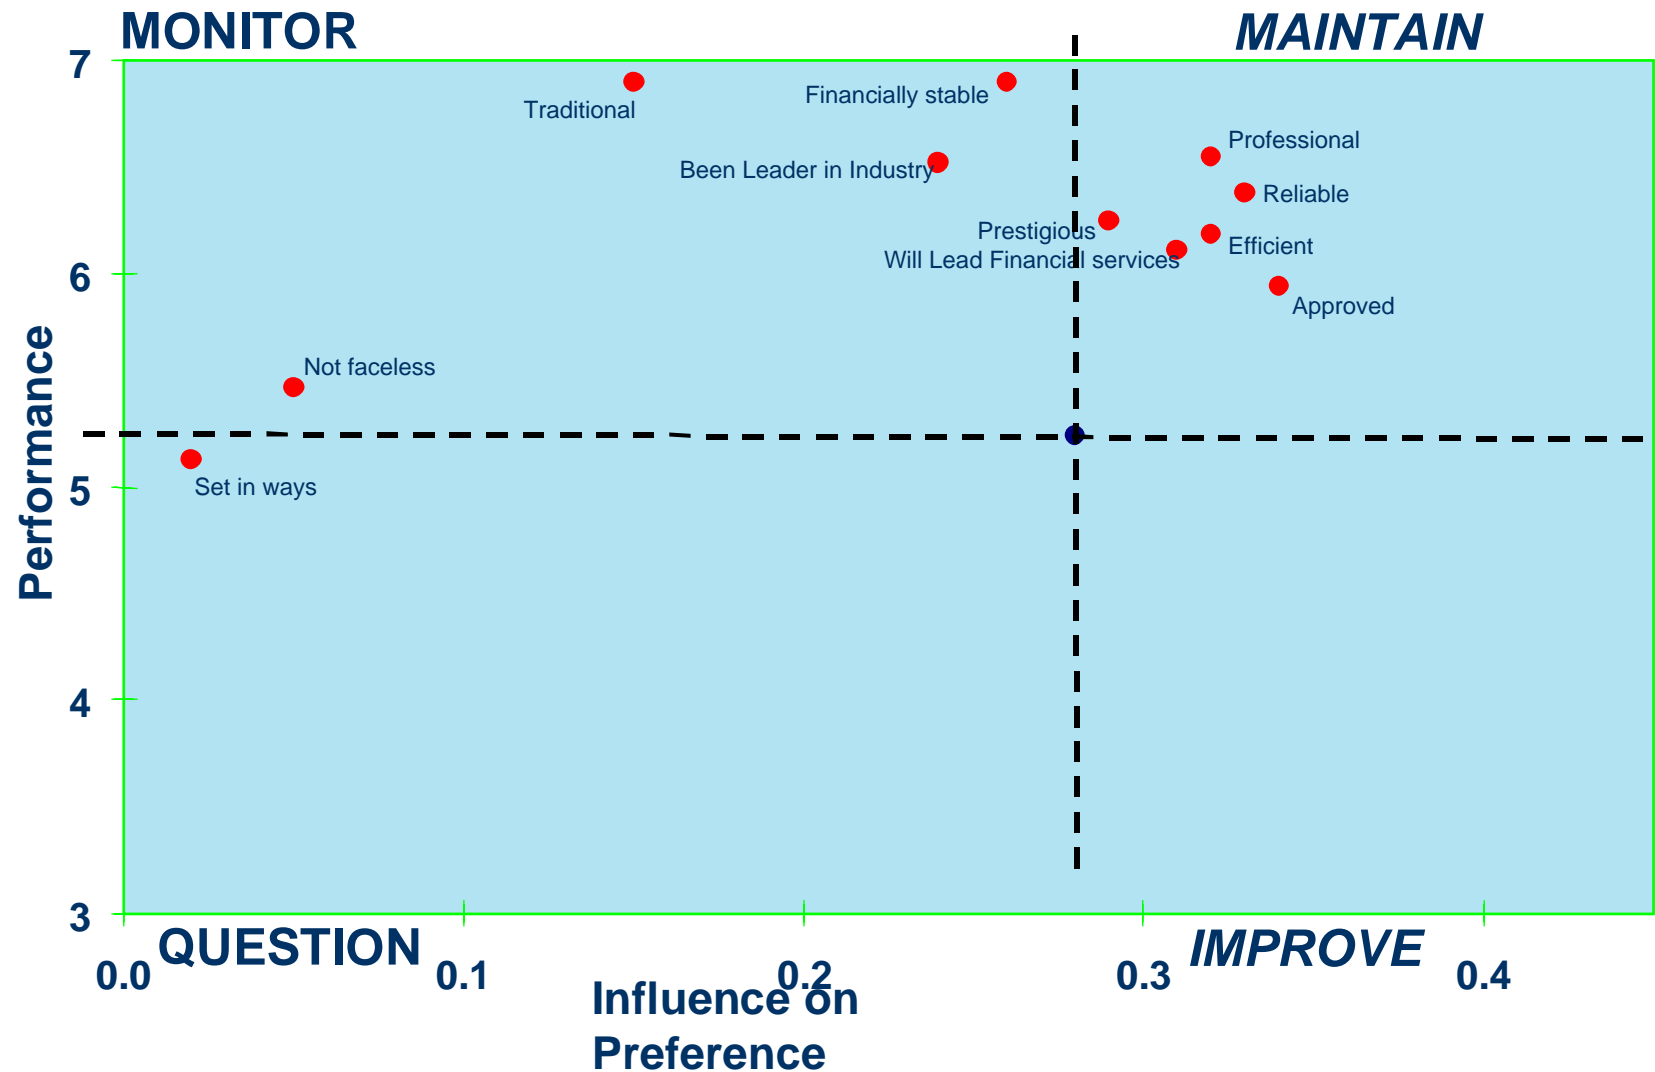 MONITOR
MAINTAIN
7
Traditional
Financially stable
Professional
Been Leader in Industry
Reliable
Prestigious
Efficient
Will Lead Financial services
6
Approved
Not faceless
Performance
5
Set in ways
4
3
QUESTION
IMPROVE
0.0
0.1
0.2
0.3
0.4
Influence on
Preference